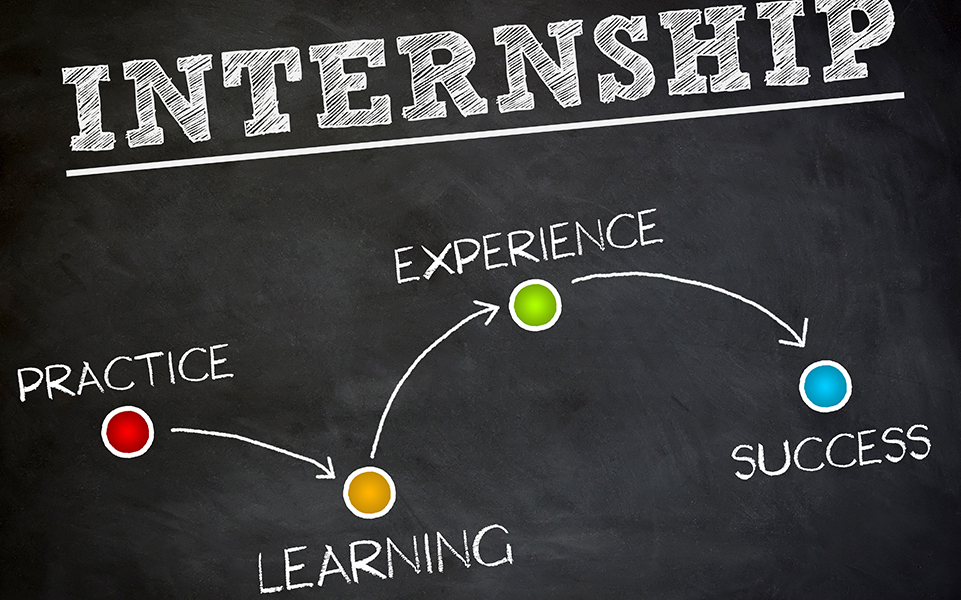 INTERNSHIP
PRACTICE
LEARNING
EXPERIENCE
SUCCESS